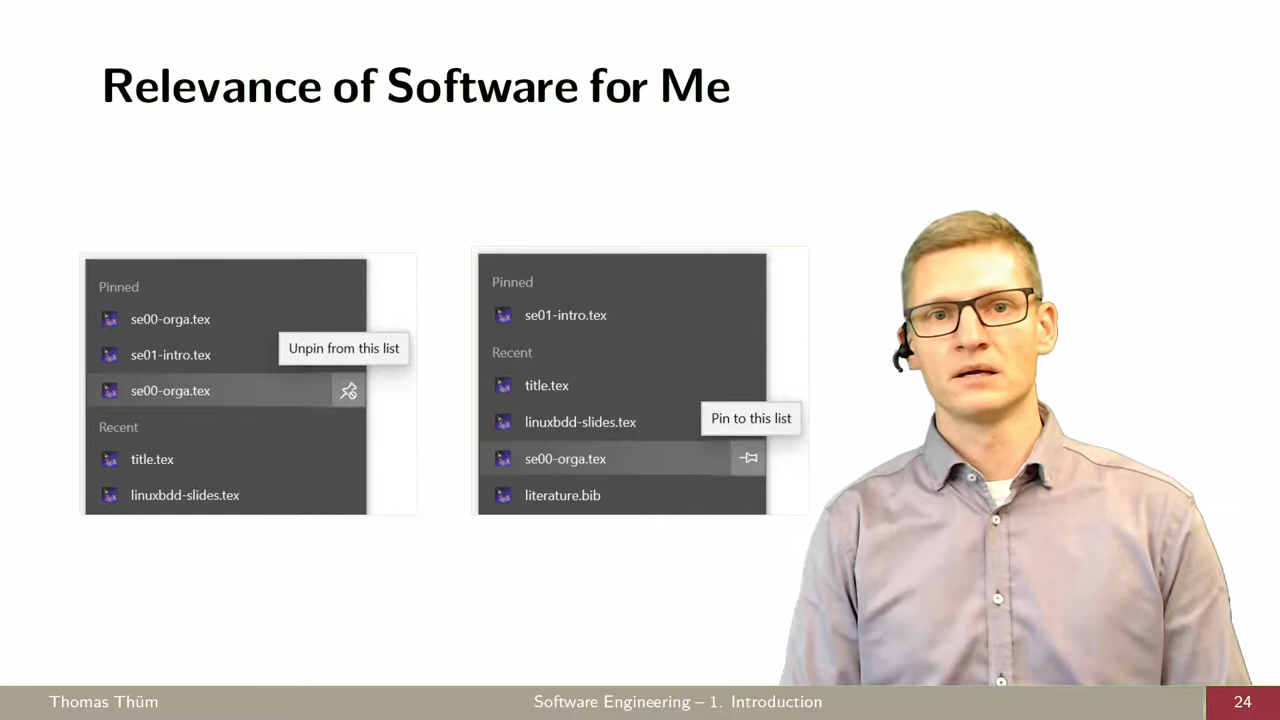 Relevance of Software for Me
Pinned
se00-orga.tex
se01-intro.tex
Unpin from this list
se00-orga.tex
Recent
title.tex
linuxbdd-slides.tex
Pinned
se01-intro.tex
Recent
title.tex
linuxbdd-slides.tex
Pin to this list
se00-orga.tex
literature.bib
Thomas Thüm
Software Engineering – 1. Introduction
24